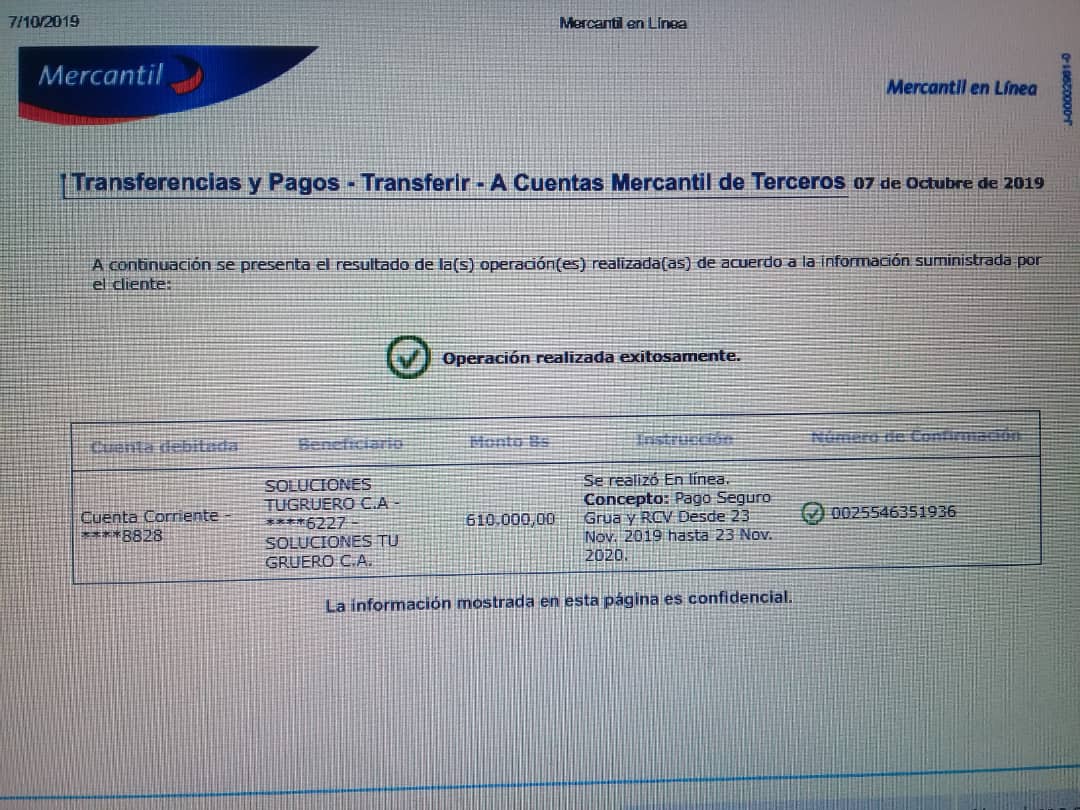 7/10/2019
Mercantil en Línea
Mercantil
Mercantil en Línea
Transferencias y Pagos - Transferir - A Cuentas Mercantil de Terceros 07 de Octubre de 2019
A continuación se presenta el resultado de la(s) operación(es) realizada(as) de acuerdo a la información suministrada por
el cliente:
Operación realizada exitosamente.
Cuenta debitada Beneficiario Monto Bs Instrucción Número de Confirmación
Cuenta Corriente -
****8828
SOLUCIONES
TUGRUERO C.A -
****6227 -
SOLUCIONES TU
GRUERO C.A.
610.000,00
Se realizó En línea.
Concepto: Pago Seguro
Grua y RCV Desde 23
Nov. 2019 hasta 23 Nov.
2020.
0025546351936
La información mostrada en esta página es confidencial.